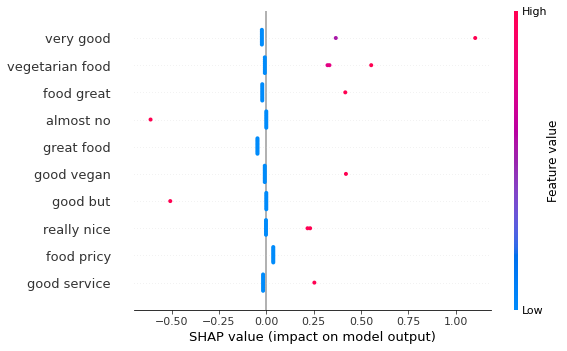 High
very good
vegetarian food
food great
almost no
great food
good vegan
good but
really nice
food pricy
good service
Feature value
Low
−0.50 −0.25 0.00 0.25 0.50 0.75 1.00
SHAP value (impact on model output)